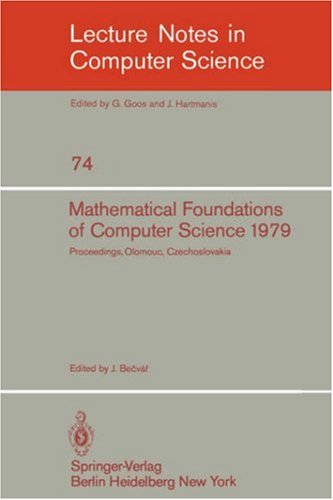 Lecture Notes in
Computer Science
Edited by G. Goos and J. Hartmanis
74
Mathematical Foundations
of Computer Science 1979
Proceedings, Olomouc, Czechoslovakia
Edited by J. Bečvář
Springer-Verlag
Berlin Heidelberg New York